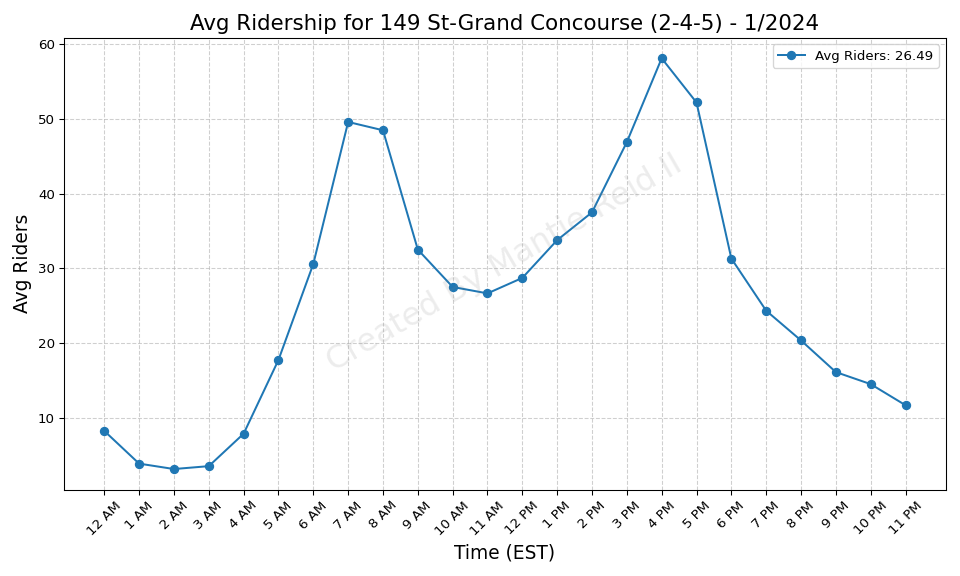 Avg Ridership for 149 St-Grand Concourse (2-4-5) - 1/2024
Avg Riders: 26.49
Avg Riders
60
50
40
30
20
10
Created By Mantie Reid II
12 AM
1 AM
2 AM
3 AM
4 AM
5 AM
6 AM
7 AM
8 AM
9 AM
10 AM
11 AM
12 PM
1 PM
2 PM
3 PM
4 PM
5 PM
6 PM
7 PM
8 PM
9 PM
10 PM
11 PM
Time (EST)